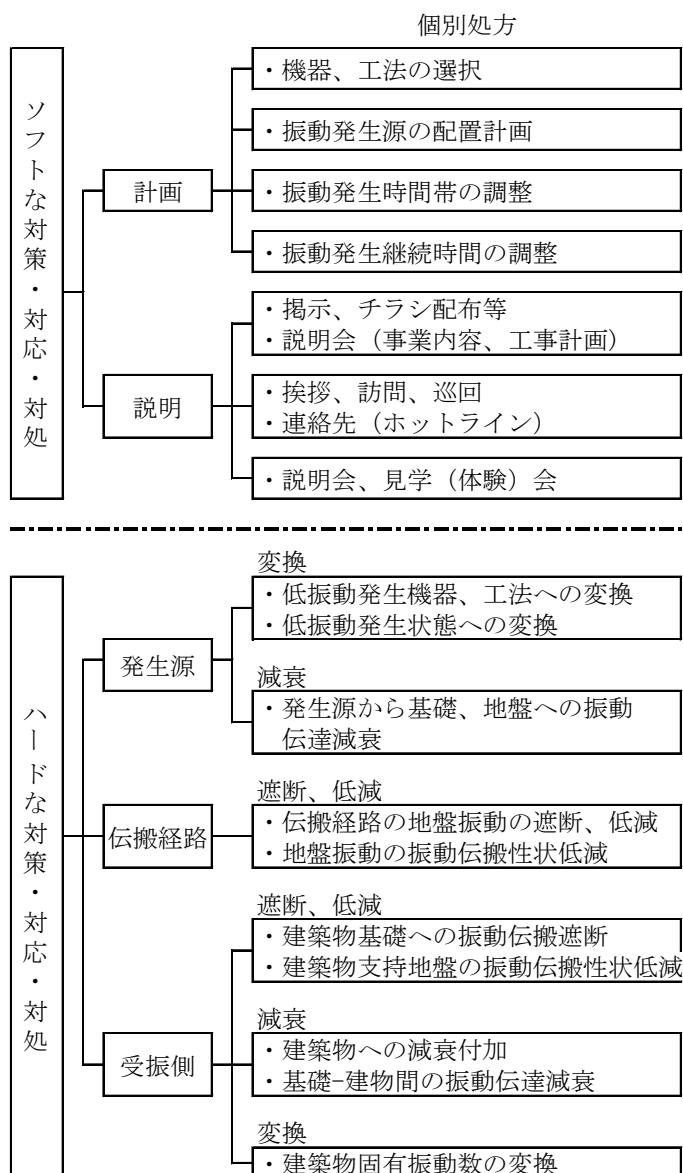 個別処方
ソフトな対策・対応・対処
計画
・機器、工法の選択
・振動発生源の配置計画
・振動発生時間帯の調整
・振動発生継続時間の調整
説明
・掲示、チラシ配布等
・説明会（事業内容、工事計画）
・挨拶、訪問、巡回
・連絡先（ホットライン）
・説明会、見学（体験）会
ハードな対策・対応・対処
発生源
変換
・低振動発生機器、工法への変換
・低振動発生状態への変換
減衰
・発生源から基礎、地盤への振動
伝達減衰
伝搬経路
遮断、低減
・伝搬経路の地盤振動の遮断、低減
・地盤振動の振動伝搬性状低減
受振側
遮断、低減
・建築物基礎への振動伝搬遮断
・建築物支持地盤の振動伝搬性状低減
減衰
・建築物への減衰付加
・基礎-建物間の振動伝達減衰
変換
・建築物固有振動数の変換